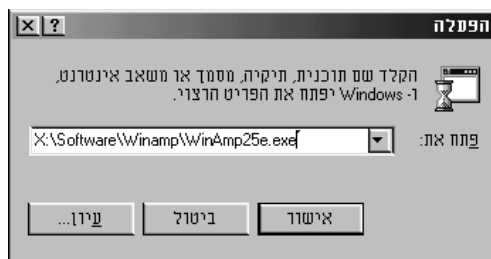 הפעלה
הקלד שם תוכנית, תיקיה, מסמך או משאב אינטרנט,
ו- Windows יפתח את הפריט הרצוי.
פתח את: X:\Software\Winamp\WinAmp25e.exe
אישור ביטול עיון...